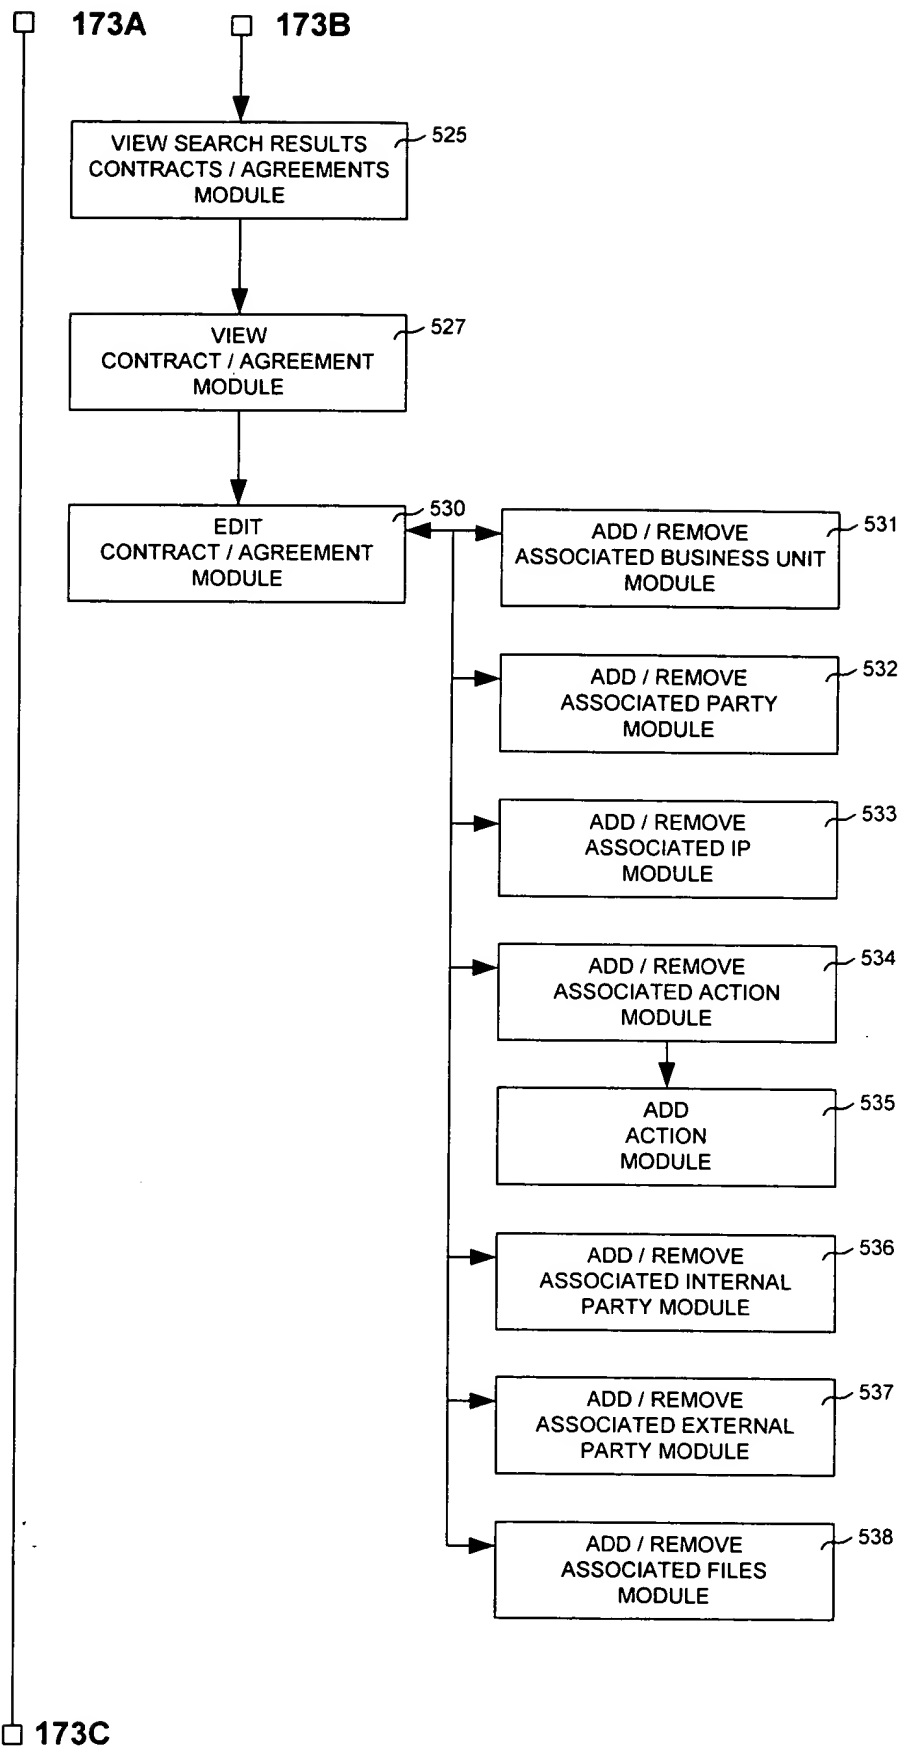 173A
173B
VIEW SEARCH RESULTS
CONTRACTS / AGREEMENTS
MODULE
525
VIEW
CONTRACT / AGREEMENT
MODULE
527
EDIT
CONTRACT / AGREEMENT
MODULE
530
ADD / REMOVE
ASSOCIATED BUSINESS UNIT
MODULE
531
ADD / REMOVE
ASSOCIATED PARTY
MODULE
532
ADD / REMOVE
ASSOCIATED IP
MODULE
533
ADD / REMOVE
ASSOCIATED ACTION
MODULE
534
ADD
ACTION
MODULE
535
ADD / REMOVE
ASSOCIATED INTERNAL
PARTY MODULE
536
ADD / REMOVE
ASSOCIATED EXTERNAL
PARTY MODULE
537
ADD / REMOVE
ASSOCIATED FILES
MODULE
538
173C